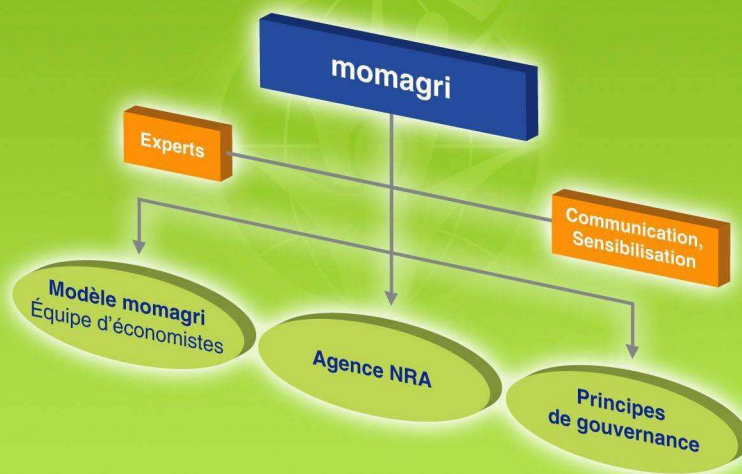 momagri
Experts
Communication,
Sensibilisation
Modèle momagri
Équipe d'économistes
Agence NRA
Principes
de gouvernance